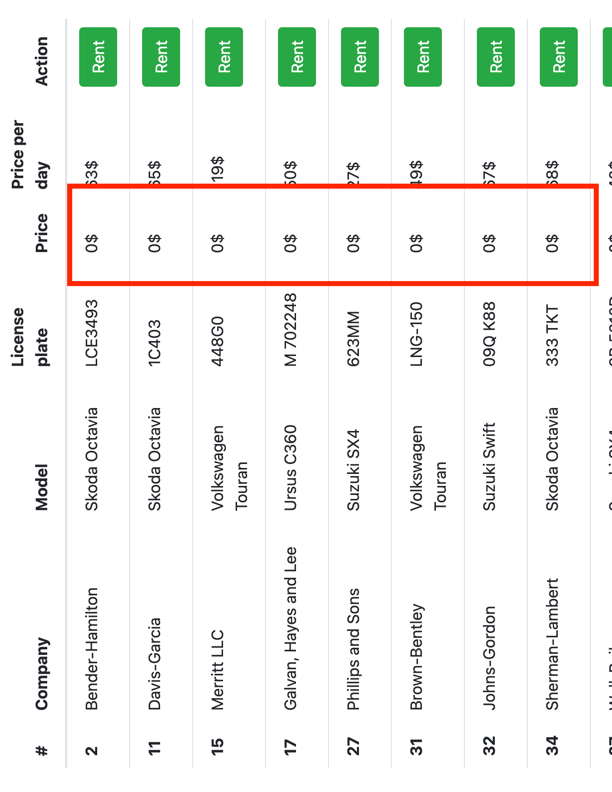 License Price per
# Company Model plate Price day Action
2 Bender-Hamilton Skoda Octavia LCE3493 0$ Rent
11 Davis-Garcia Skoda Octavia 1C403 0$ Rent
15 Merritt LLC Volkswagen 448G0 0$ 19$ Rent
Touran
17 Galvan, Hayes and Lee Ursus C360 M 702248 0$ Rent
27 Phillips and Sons Suzuki SX4 623MM 0$ 27$ Rent
31 Brown-Bentley Volkswagen LNG-150 0$ 49$ Rent
Touran
32 Johns-Gordon Suzuki Swift 09Q K88 0$ Rent
34 Sherman-Lambert Skoda Octavia 333 TKT 0$ Rent